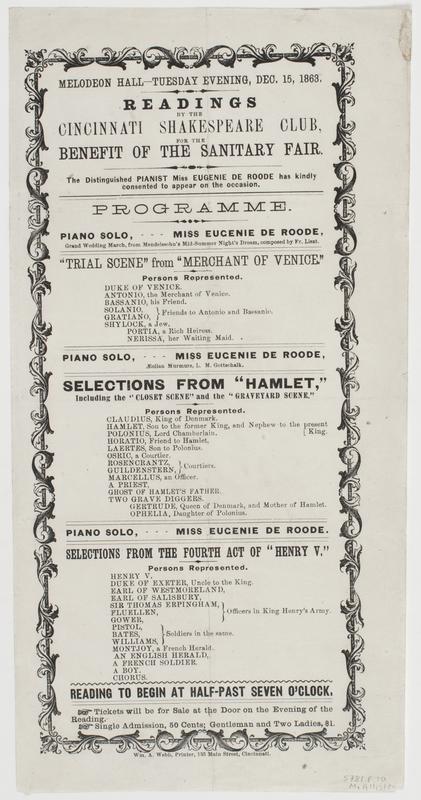 MELODEON HALL—TUESDAY EVENING, DEC. 15, 1863.
READINGS
BY THE
CINCINNATI SHAKESPEARE CLUB,
FOR THE
BENEFIT OF THE SANITARY FAIR.
The Distinguished PIANIST Miss EUGENIE DE ROODE has kindly
consented to appear on the occasion.
PROGRAMME.
PIANO SOLO, - - - MISS EUGENIE DE ROODE,
Grand Wedding March, from Mendelssohn's Mid-Summer Night's Dream, composed by Fr. Liszt.
"TRIAL SCENE" from "MERCHANT OF VENICE."
Persons Represented.
DUKE OF VENICE.
ANTONIO, the Merchant of Venice.
BASSANIO, his Friend.
SOLANIO, } Friends to Antonio and Bassanio.
GRATIANO,
SHYLOCK, a Jew.
PORTIA, a Rich Heiress.
NERISSA, her Waiting Maid.
PIANO SOLO, - - - MISS EUGENIE DE ROODE,
Æolian Murmurs, L. M. Gottschalk.
SELECTIONS FROM "HAMLET,"
Including the "CLOSET SCENE" and the "GRAVEYARD SCENE."
Persons Represented.
CLAUDIUS, King of Denmark.
HAMLET, Son to the former King, and Nephew to the present
POLONIUS, Lord Chamberlain. [King.
HORATIO, Friend to Hamlet.
LAERTES, Son to Polonius.
OSRIC, a Courtier.
ROSENCRANTZ, } Courtiers.
GUILDENSTERN,
MARCELLUS, an Officer.
A PRIEST,
GHOST OF HAMLET'S FATHER.
TWO GRAVE DIGGERS.
GERTRUDE, Queen of Denmark, and Mother of Hamlet.
OPHELIA, Daughter of Polonius.
PIANO SOLO, - - - MISS EUGENIE DE ROODE.
SELECTIONS FROM THE FOURTH ACT OF "HENRY V."
Persons Represented.
HENRY V.
DUKE OF EXETER, Uncle to the King.
EARL OF WESTMORELAND,
EARL OF SALISBURY,
SIR THOMAS ERPINGHAM,
FLUELLEN, } Officers in King Henry's Army.
GOWER,
PISTOL,
BATES, } Soldiers in the same.
WILLIAMS,
MONTJOY, a French Herald.
AN ENGLISH HERALD,
A FRENCH SOLDIER.
A BOY.
CHORUS.
READING TO BEGIN AT HALF-PAST SEVEN O'CLOCK.
☞ Tickets will be for Sale at the Door on the Evening of the
Reading.
☞ Single Admission, 50 Cents; Gentleman and Two Ladies, $1.
Wm. A. Webb, Printer, 193 Main Street, Cincinnati.
5781.F.70
McAllister